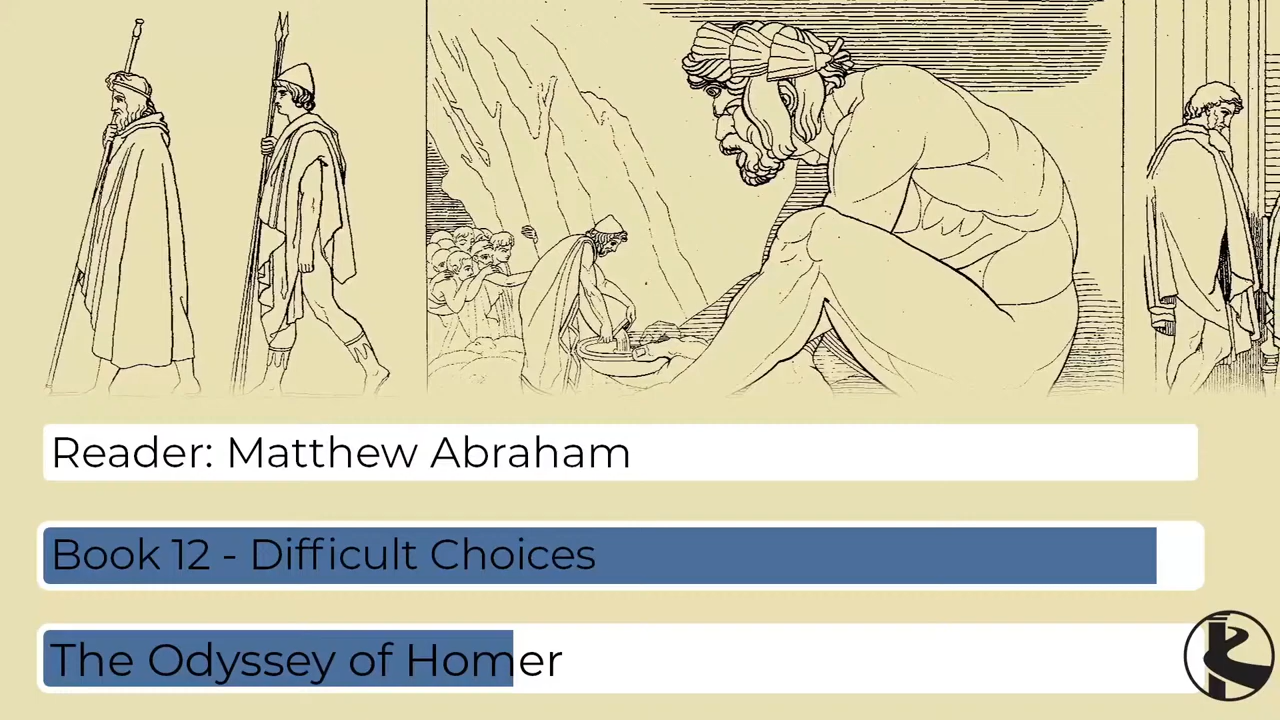 Reader: Matthew Abraham
Book 12 - Difficult Choices
The Odyssey of Homer